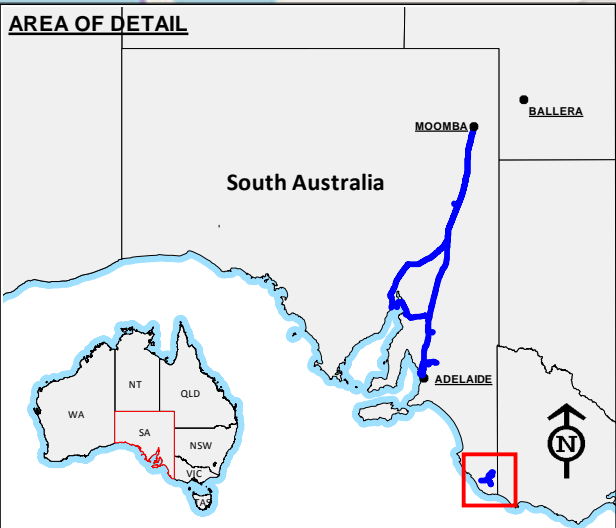 AREA OF DETAIL
BALLERA
MOOMBA
South Australia
ADELAIDE
N
NT
QLD
WA
SA
NSW
VIC
TAS